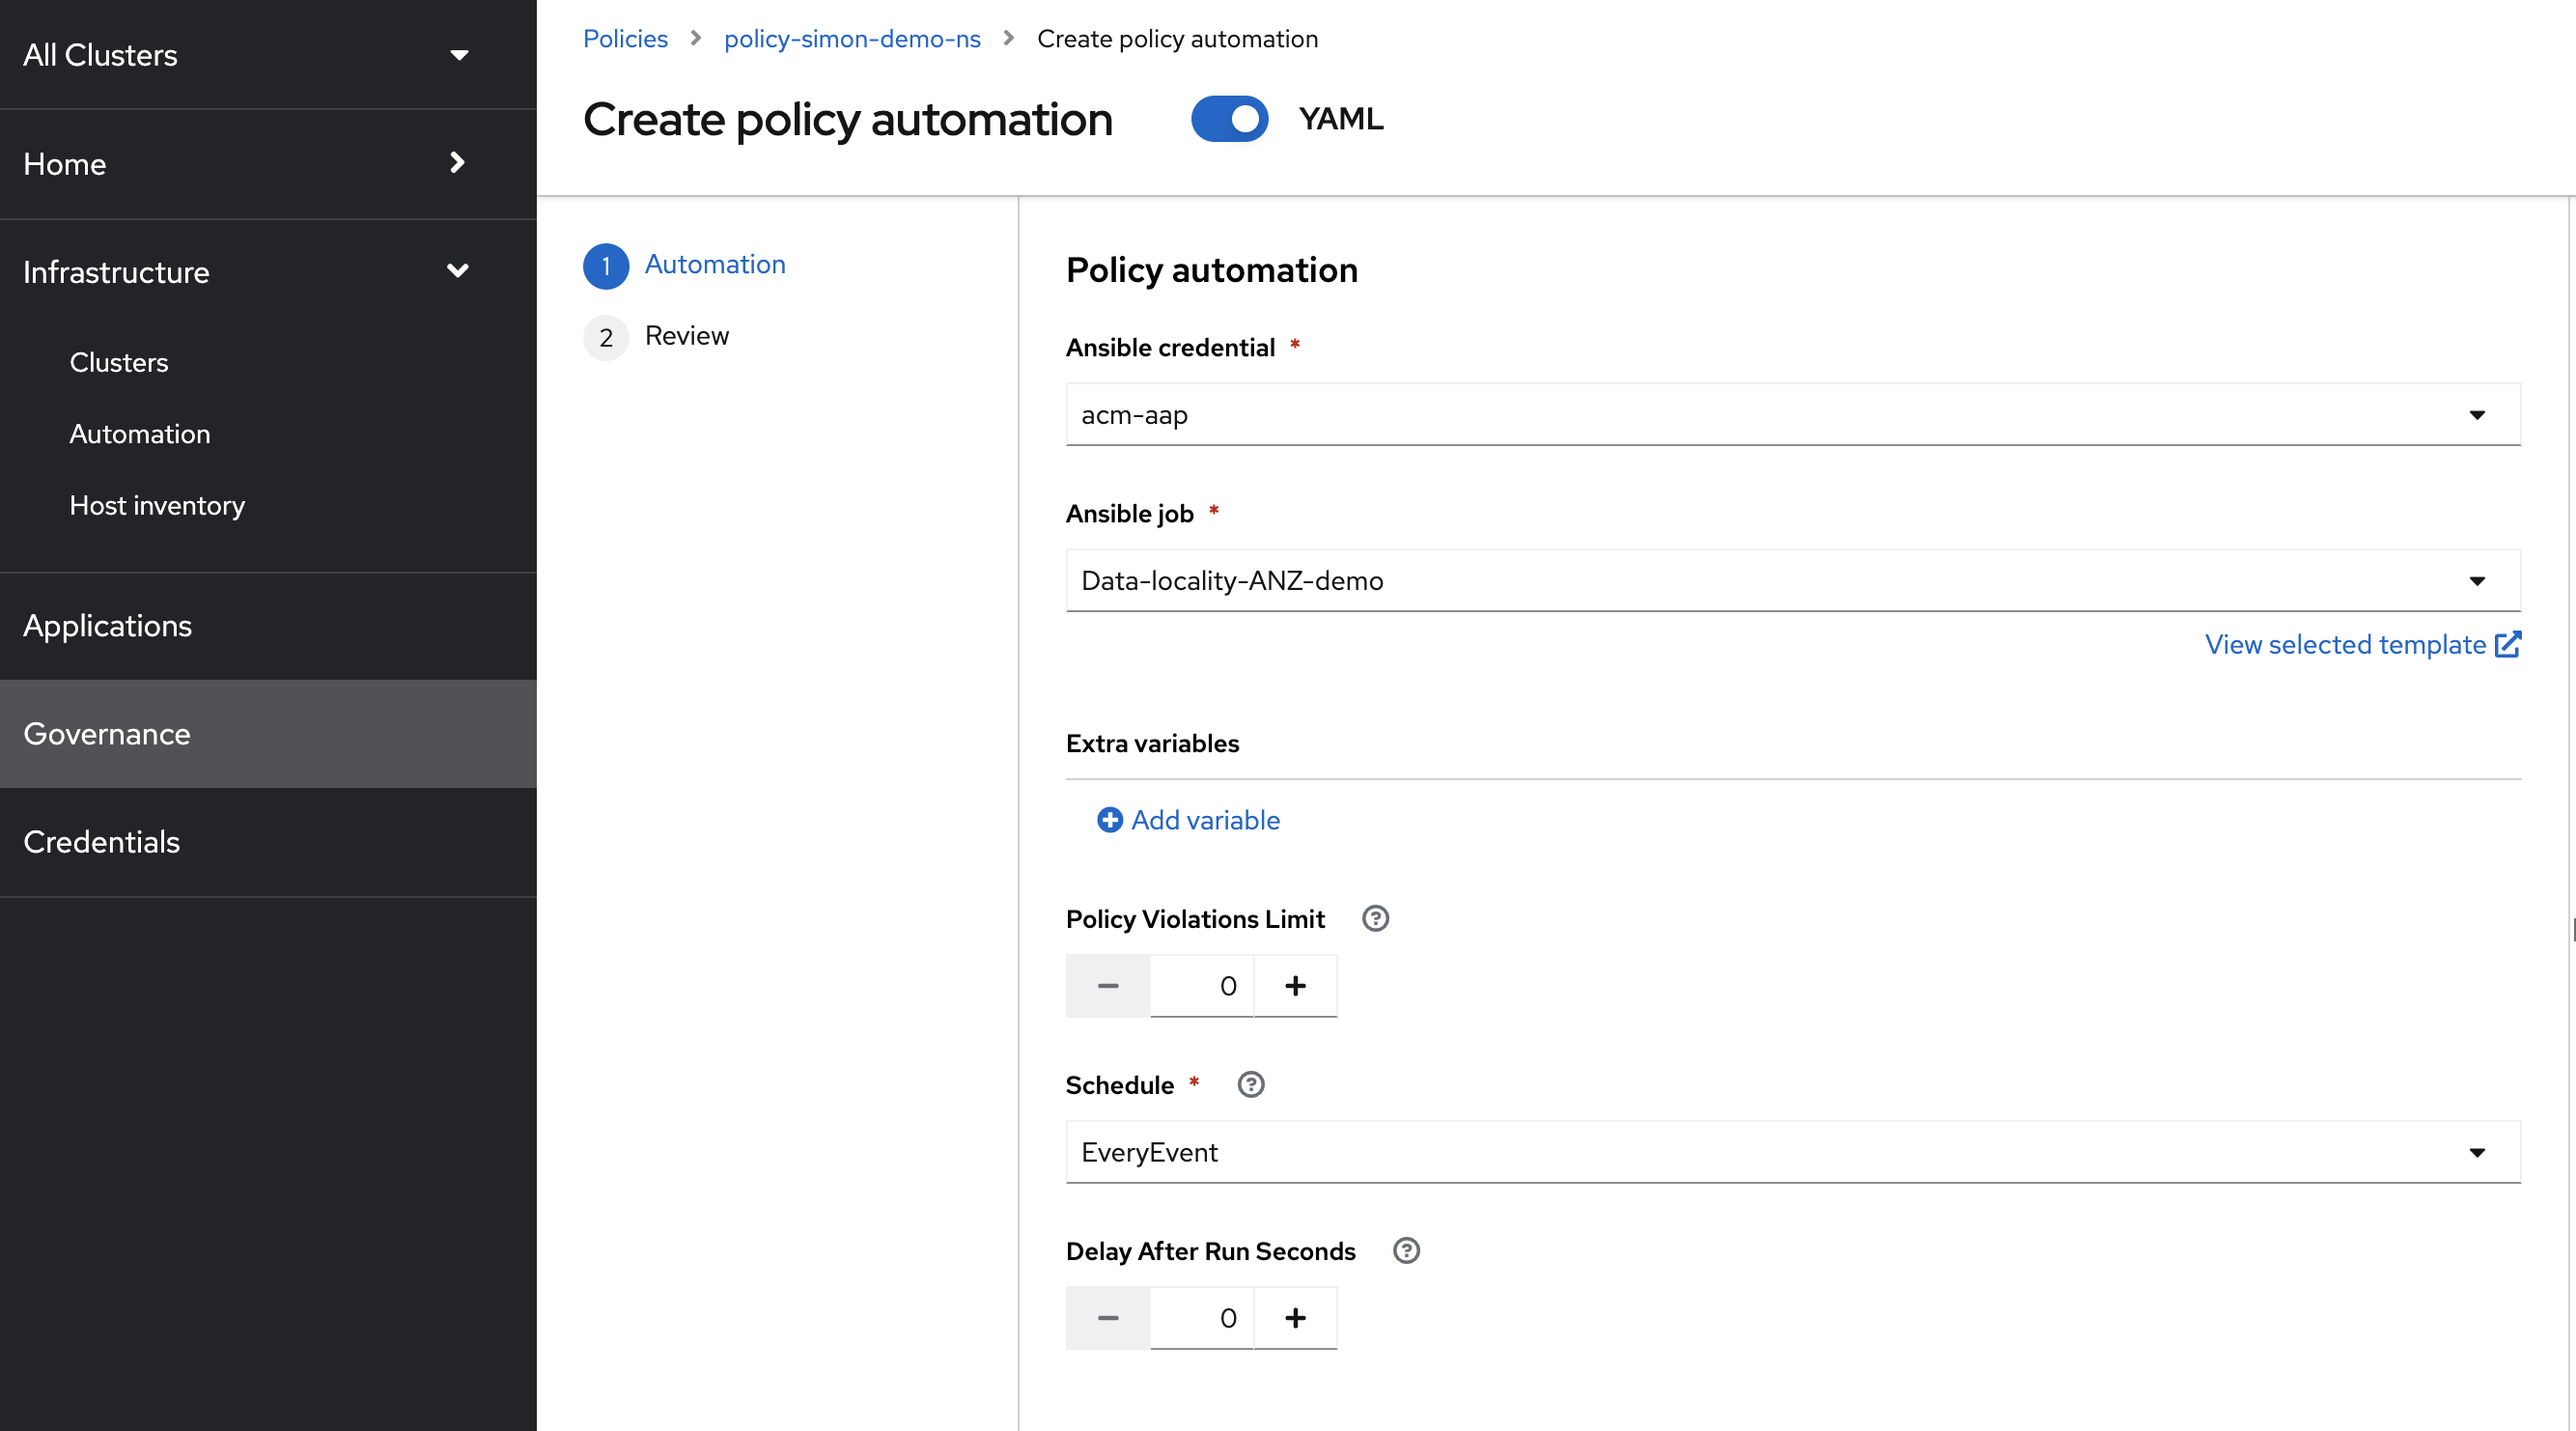 All Clusters
Home
Infrastructure
Clusters
Automation
Host inventory
Applications
Governance
Credentials
Policies > policy-simon-demo-ns > Create policy automation
Create policy automation YAML
1 Automation
2 Review
Policy automation
Ansible credential *
acm-aap
Ansible job *
Data-locality-ANZ-demo
View selected template
Extra variables
Add variable
Policy Violations Limit
0
Schedule *
EveryEvent
Delay After Run Seconds
0